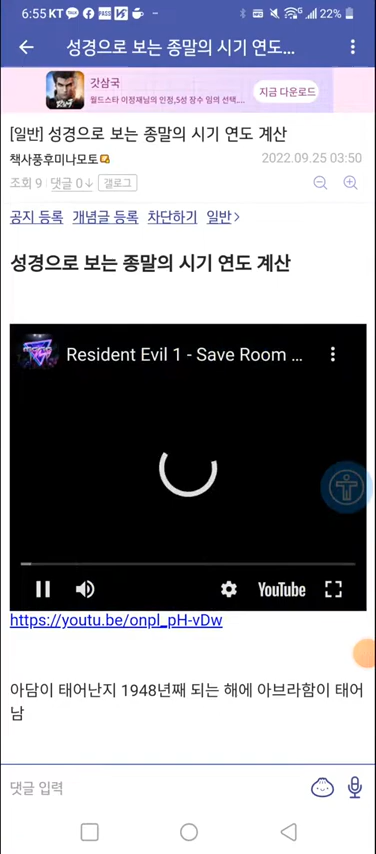 6:55 KT PASS 22%
성경으로 보는 종말의 시기 연도...
갓삼국
월드스타 이정재님의 인정,5성 장수 임의 선택....
지금 다운로드
[일반] 성경으로 보는 종말의 시기 연도 계산
책사풍후미나모토
2022.09.25 03:50
조회 9 댓글 0↓ 갤로그
공지 등록 개념글 등록 차단하기 일반>
성경으로 보는 종말의 시기 연도 계산
Resident Evil 1 - Save Room ...
YouTube
https://youtu.be/onpl_pH-vDw
아담이 태어난지 1948년째 되는 해에 아브라함이 태어
남
댓글 입력